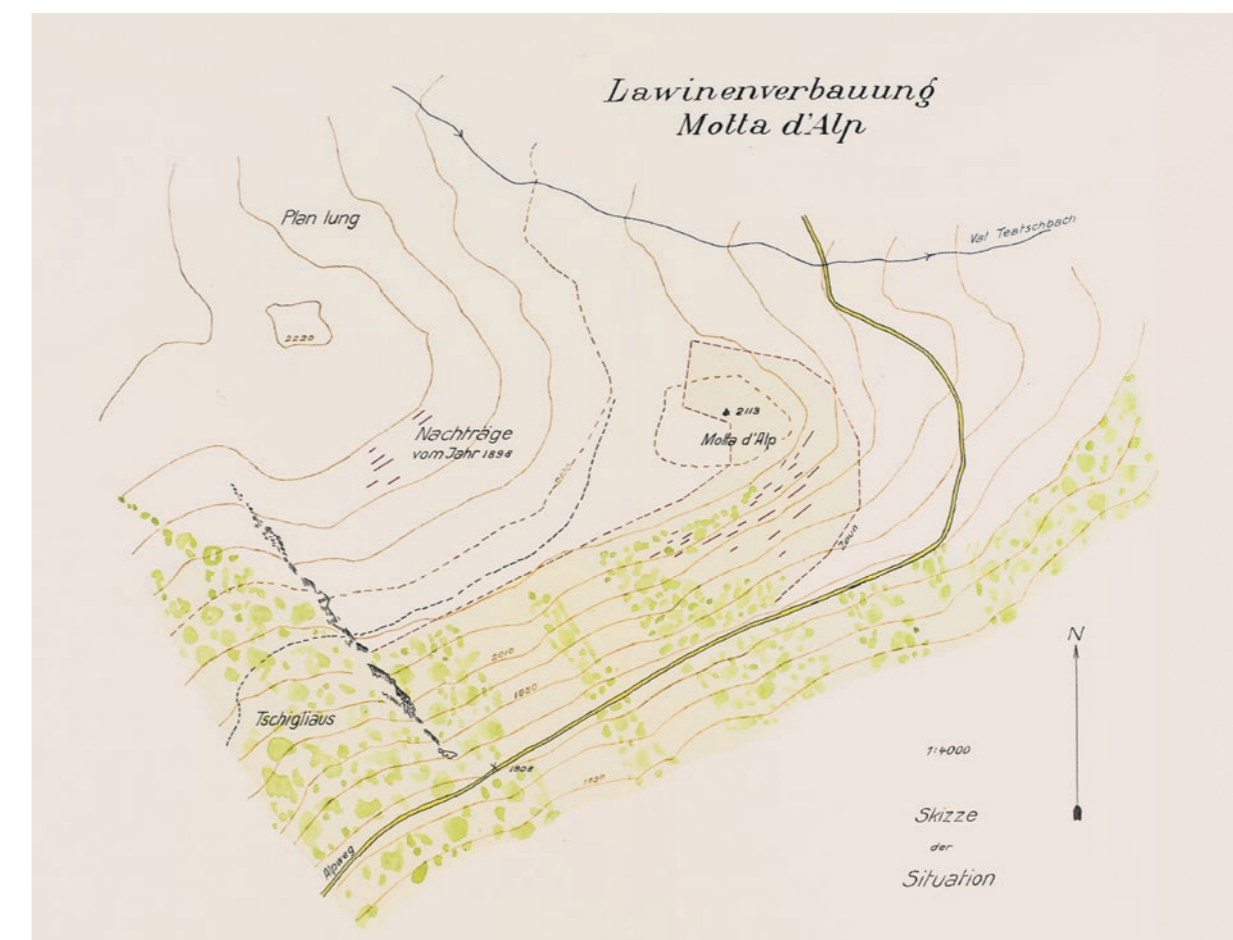 Lawinenverbauung
Motta d'Alp
Plan lung
Val Teatschbach
2220
2113
Motta d'Alp
Nachträge
vom Jahr 1898
2100
Zaun
2010
1950
Tschigliaus
1:4000
N
1808
Skizze
der
Situation
Alpweg